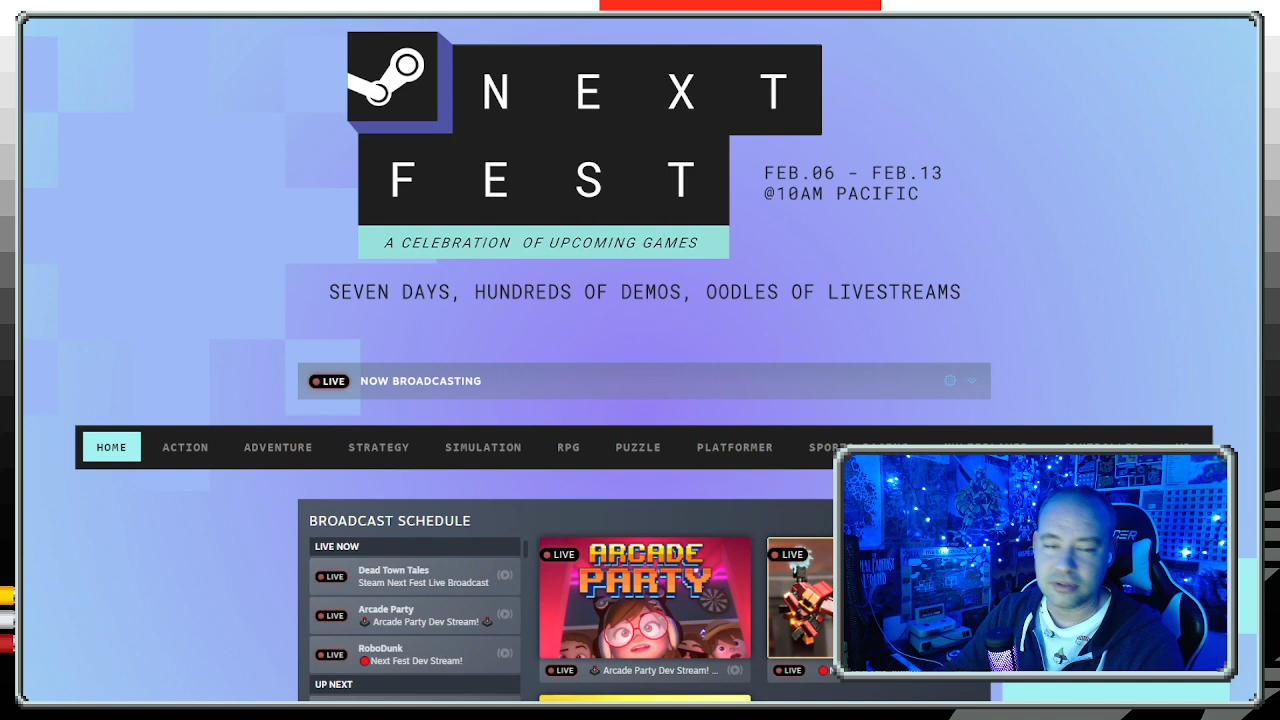 NEXT
FEST
FEB.06 - FEB.13
@10AM PACIFIC
A CELEBRATION OF UPCOMING GAMES
SEVEN DAYS, HUNDREDS OF DEMOS, OODLES OF LIVESTREAMS
LIVE NOW BROADCASTING
HOME ACTION ADVENTURE STRATEGY SIMULATION RPG PUZZLE PLATFORMER
BROADCAST SCHEDULE
LIVE NOW
LIVE
Dead Town Tales
Steam Next Fest Live Broadcast
LIVE
Arcade Party
Arcade Party Dev Stream!
LIVE
RoboDunk
Next Fest Dev Stream!
UP NEXT
LIVE
ARCADE
PARTY
LIVE Arcade Party Dev Stream! ...
LIVE
LIVE